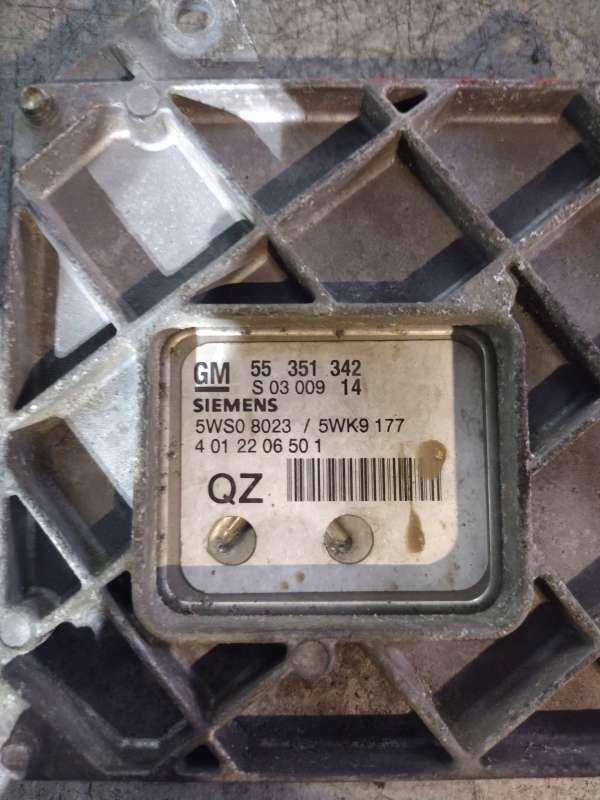 GM 55 351 342
S 03 009 14
SIEMENS
5WS0 8023 / 5WK9 177
4 01 22 06 50 1
QZ